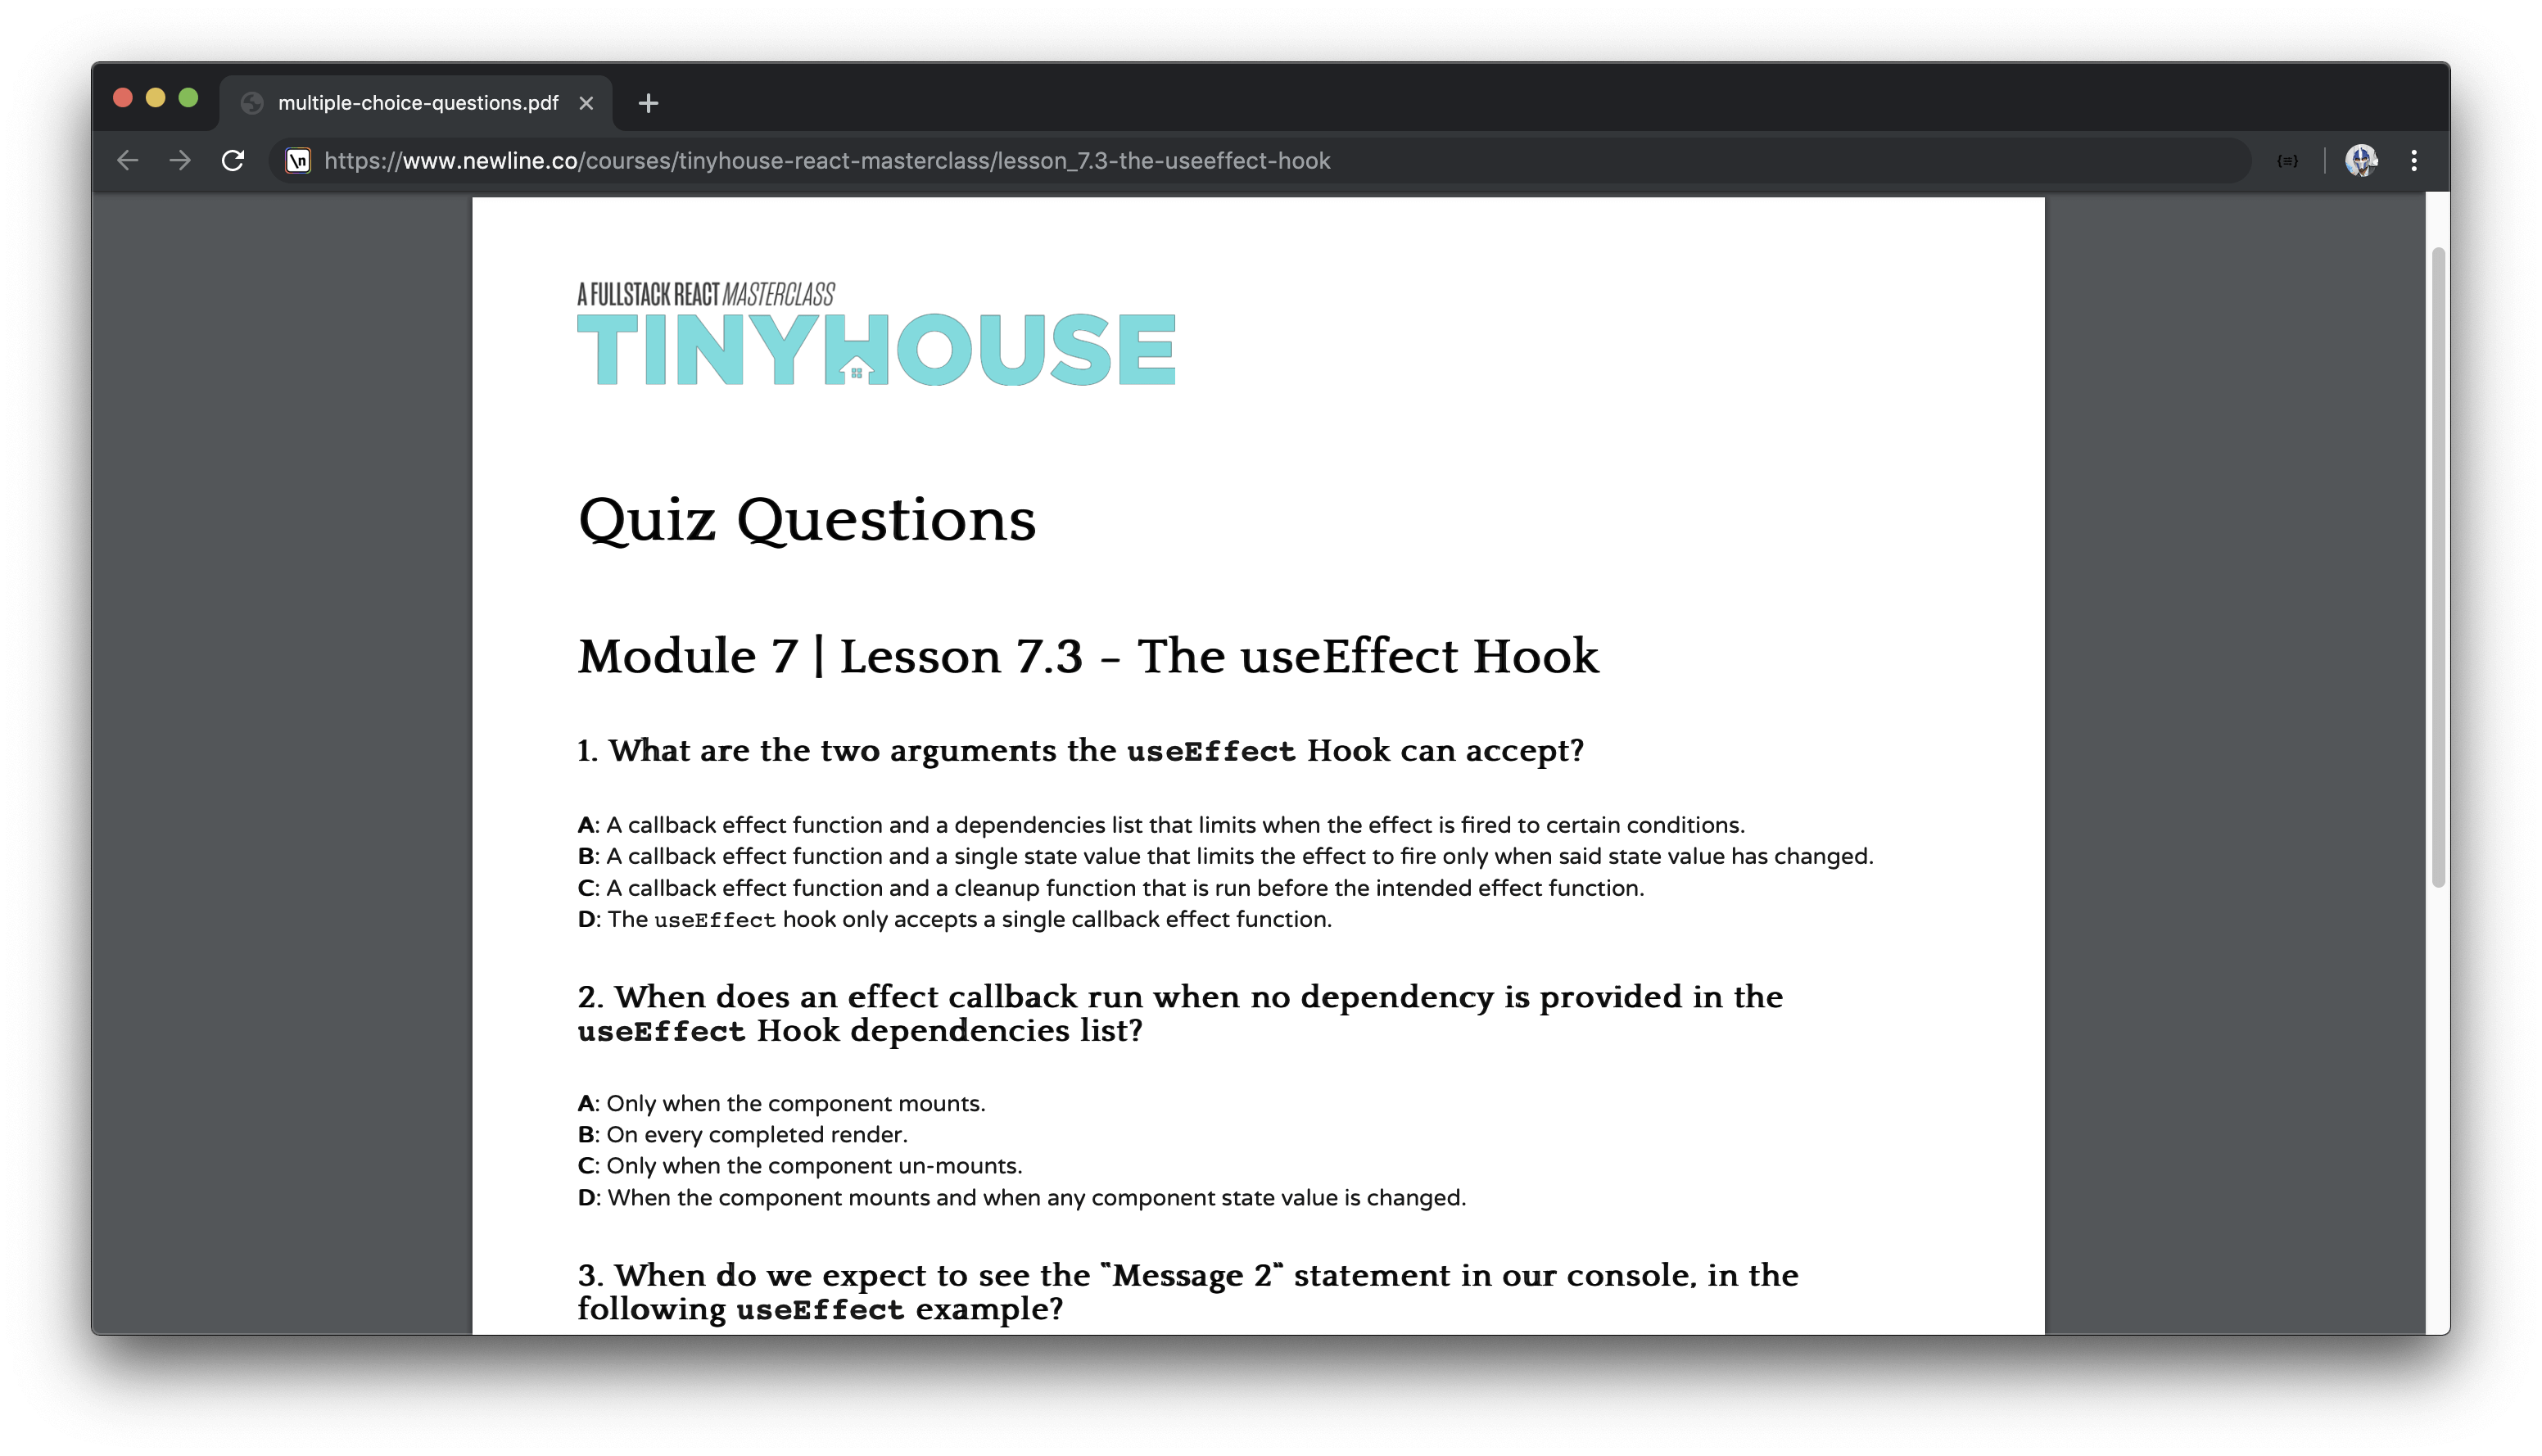 multiple-choice-questions.pdf
\n https://www.newline.co/courses/tinyhouse-react-masterclass/lesson_7.3-the-useeffect-hook
A FULLSTACK REACT MASTERCLASS
TINYHOUSE
Quiz Questions
Module 7 | Lesson 7.3 - The useEffect Hook
1. What are the two arguments the useEffect Hook can accept?
A: A callback effect function and a dependencies list that limits when the effect is fired to certain conditions.
B: A callback effect function and a single state value that limits the effect to fire only when said state value has changed.
C: A callback effect function and a cleanup function that is run before the intended effect function.
D: The useEffect hook only accepts a single callback effect function.
2. When does an effect callback run when no dependency is provided in the
useEffect Hook dependencies list?
A: Only when the component mounts.
B: On every completed render.
C: Only when the component un-mounts.
D: When the component mounts and when any component state value is changed.
3. When do we expect to see the "Message 2" statement in our console, in the
following useEffect example?